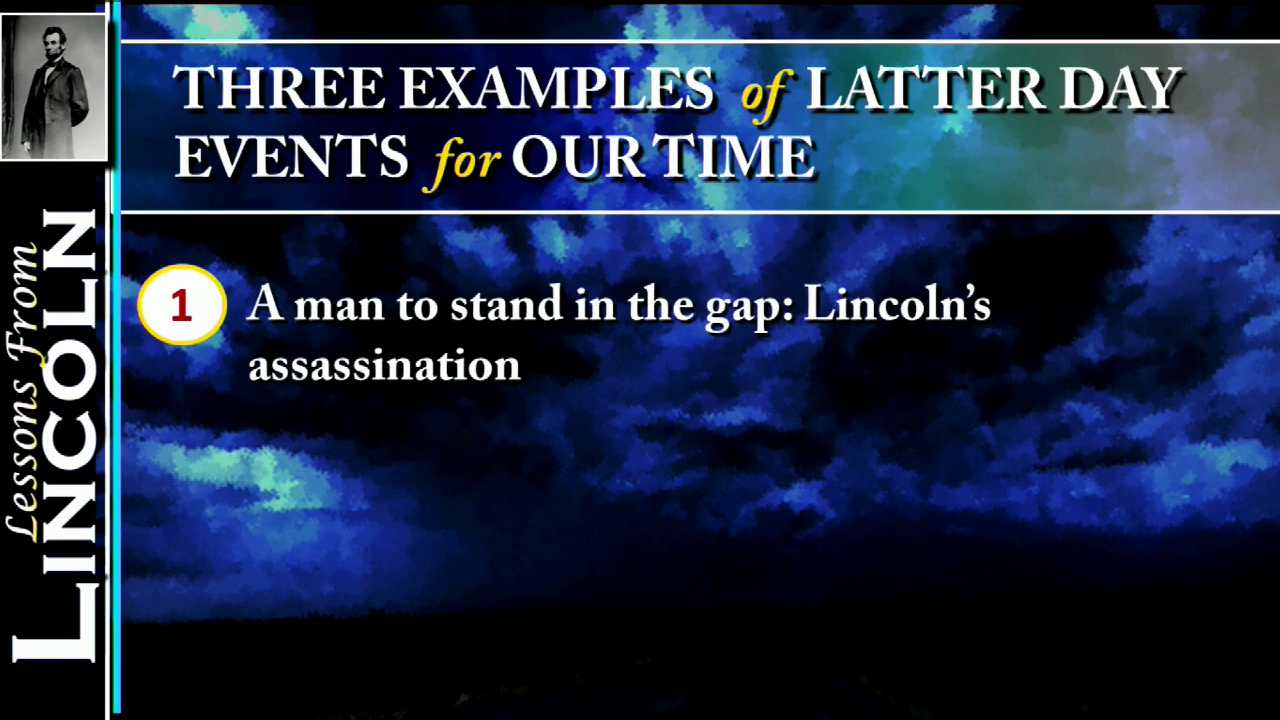 THREE EXAMPLES of LATTER DAY
EVENTS for OUR TIME
1 A man to stand in the gap: Lincoln’s
assassination
Lessons From
LINCOLN